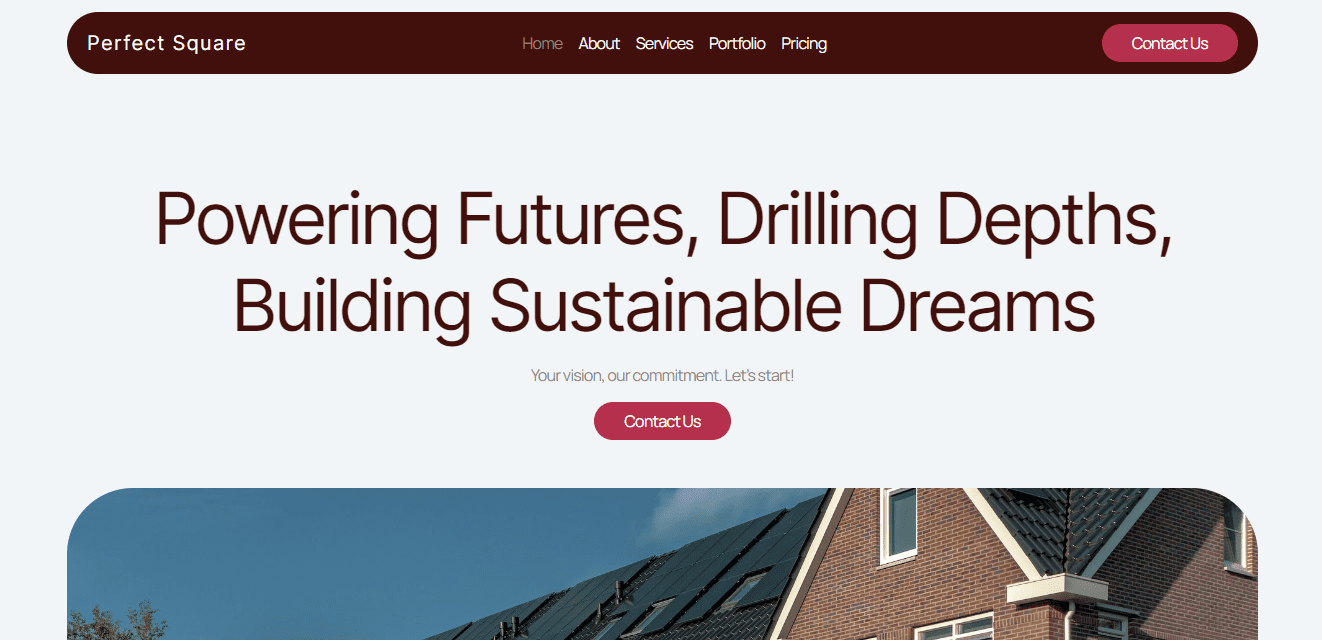 Perfect Square
Home About Services Portfolio Pricing
Contact Us
Powering Futures, Drilling Depths,
Building Sustainable Dreams
Your vision, our commitment. Let's start!
Contact Us